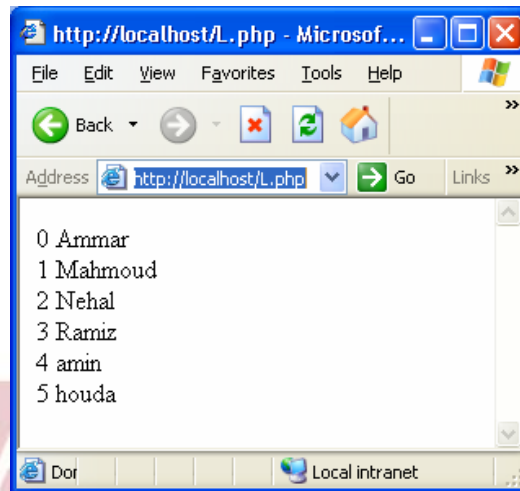 http://localhost/L.php - Microsof...
File Edit View Favorites Tools Help
Back
Address http://localhost/L.php Go Links
0 Ammar
1 Mahmoud
2 Nehal
3 Ramiz
4 amin
5 houda
Dor Local intranet